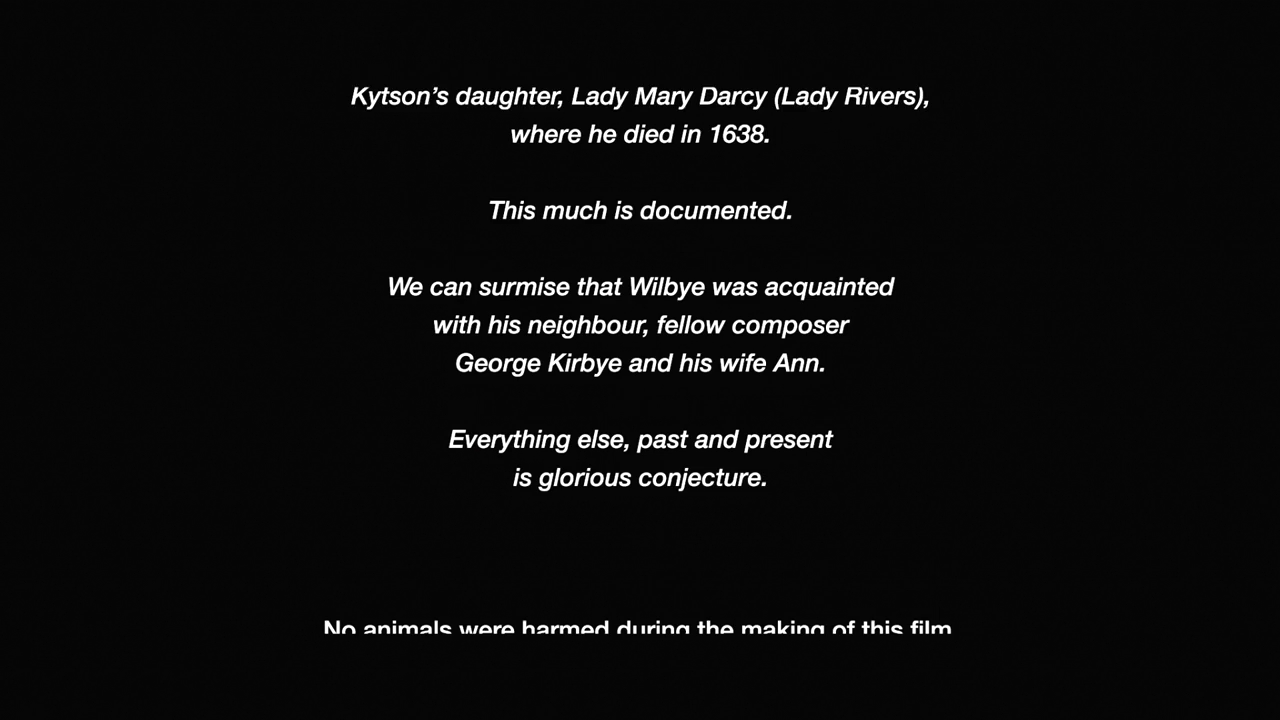 Kytson’s daughter, Lady Mary Darcy (Lady Rivers),
where he died in 1638.
This much is documented.
We can surmise that Wilbye was acquainted
with his neighbour, fellow composer
George Kirbye and his wife Ann.
Everything else, past and present
is glorious conjecture.
No animals were harmed during the making of this film